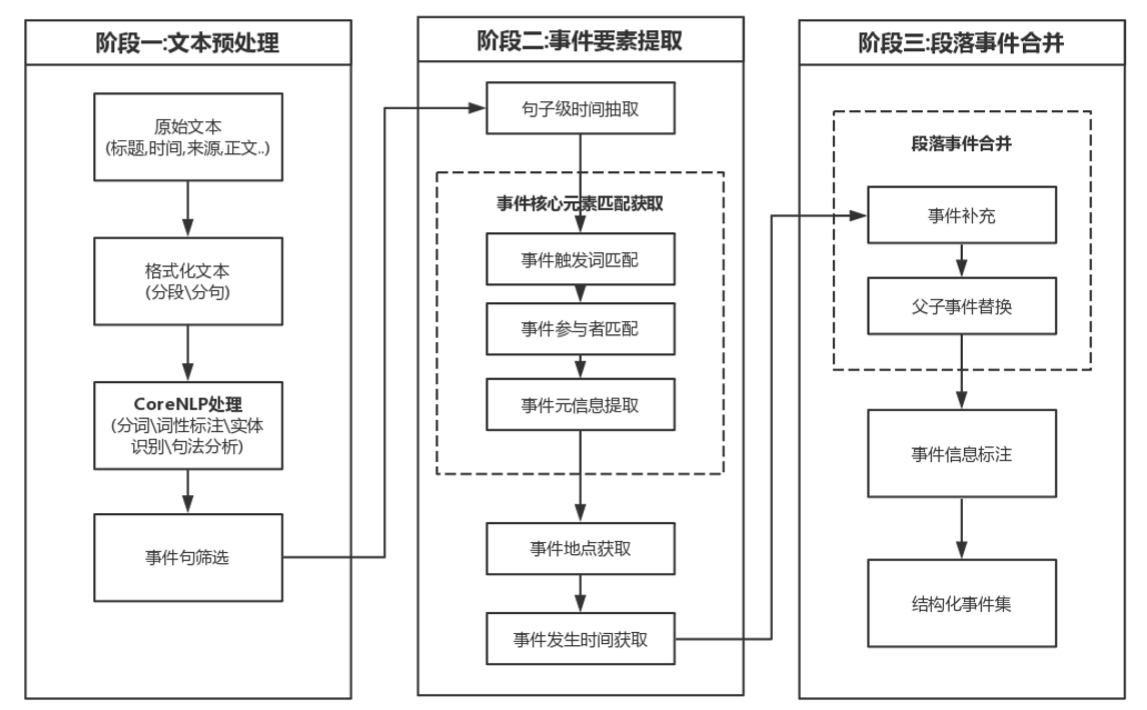 阶段一:文本预处理
原始文本
(标题,时间,来源,正文..)
格式化文本
(分段\分句)
CoreNLP处理
(分词\词性标注\实体
识别\句法分析)
事件句筛选
阶段二:事件要素提取
句子级时间抽取
事件核心元素匹配获取
事件触发词匹配
事件参与者匹配
事件元信息提取
事件地点获取
事件发生时间获取
阶段三:段落事件合并
段落事件合并
事件补充
父子事件替换
事件信息标注
结构化事件集